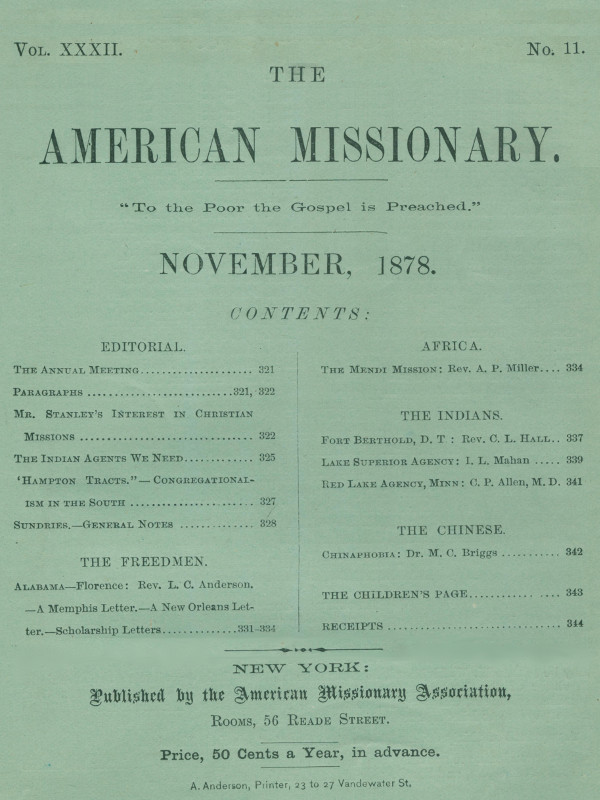 Vol. XXXII.
No. 11.
THE
AMERICAN MISSIONARY.
“To the Poor the Gospel is Preached.”
NOVEMBER, 1878.
CONTENTS:
EDITORIAL.
The Annual Meeting...................... 321
Paragraphs ..........................321, 322
Mr. Stanley's Interest in Christian
Missions .............................. 322
The Indian Agents We Need............. 325
‘Hampton Tracts.”—Congregational-
ism in the South ...................... 327
Sundries.—General Notes .............. 328
THE FREEDMEN.
Alabama—Florence: Rev. L. C. Anderson.
—A Memphis Letter.—A New Orleans Let-
ter.—Scholarship Letters.............331-334
AFRICA.
The Mendi Mission: Rev. A. P. Miller.... 334
THE INDIANS.
Fort Berthold, D. T : Rev. C. L. Hall.. 337
Lake Superior Agency: I. L. Mahan ..... 339
Red Lake Agency, Minn: C. P. Allen, M. D. 341
THE CHINESE.
Chinaphobia: Dr. M. C. Briggs .......... 342
THE CHILDREN'S PAGE............... 343
RECEIPTS ............................... 344
NEW YORK:
Published by the American Missionary Association,
Rooms, 56 Reade Street.
Price, 50 Cents a Year, in advance.
A. Anderson, Printer, 23 to 27 Vandewater St.